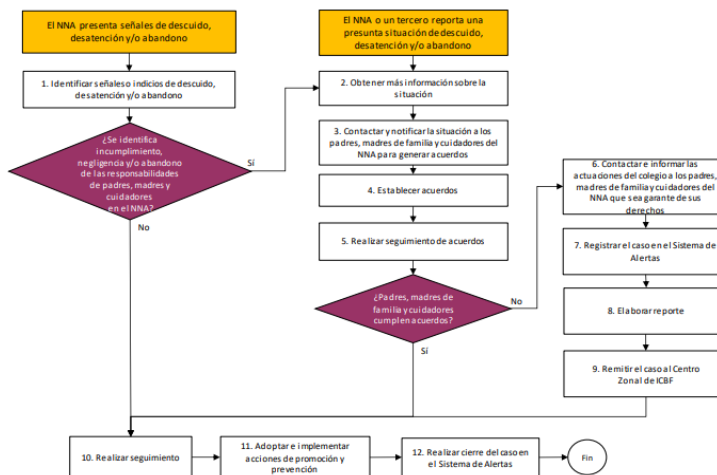 El NNA presenta señales de descuido,
desatención y/o abandono
El NNA o un tercero reporta una
presunta situación de descuido,
desatención y/o abandono
1. Identificar señales o indicios de descuido,
desatención y/o abandono
2. Obtener más información sobre la
situación
¿Se identifica
incumplimiento,
negligencia y/o abandono
de las responsabilidades
de padres, madres y
cuidadores
en el NNA?
Sí
No
3. Contactar y notificar la situación a los
padres, madres de familia y cuidadores del
NNA para generar acuerdos
4. Establecer acuerdos
5. Realizar seguimiento de acuerdos
¿Padres, madres de
familia y cuidadores
cumplen acuerdos?
No
Sí
6. Contactar e informar las
actuaciones del colegio a los padres,
madres de familia y cuidadores del
NNA que sea garante de sus
derechos
7. Registrar el caso en el Sistema de
Alertas
8. Elaborar reporte
9. Remitir el caso al Centro
Zonal de ICBF
10. Realizar seguimiento
11. Adoptar e implementar
acciones de promoción y
prevención
12. Realizar cierre del caso en
el Sistema de Alertas
Fin